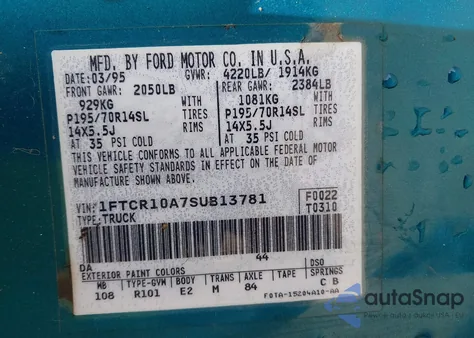 MFD. BY FORD MOTOR CO. IN U.S.A.
DATE: 03/95 GVWR: 4220LB/ 1914KG
FRONT GAWR: 2050LB REAR GAWR: 2384LB
929KG WITH 1081KG WITH
P195/70R14SL TIRES P195/70R14SL TIRES
14X5.5J RIMS 14X5.5J RIMS
AT 35 PSI COLD AT 35 PSI COLD
THIS VEHICLE CONFORMS TO ALL APPLICABLE FEDERAL MOTOR
VEHICLE SAFETY STANDARDS IN EFFECT ON THE DATE OF
MANUFACTURE SHOWN ABOVE.
VIN: 1FTCR10A7SUB13781 F0022
TYPE: TRUCK T0310
44
DA
EXTERIOR PAINT COLORS DSO
MB TYPE-GVM BODY TRANS AXLE TAPE SPRINGS
108 R101 E2 M 84 C B
F0TA-15204A10-AA
autoSnap